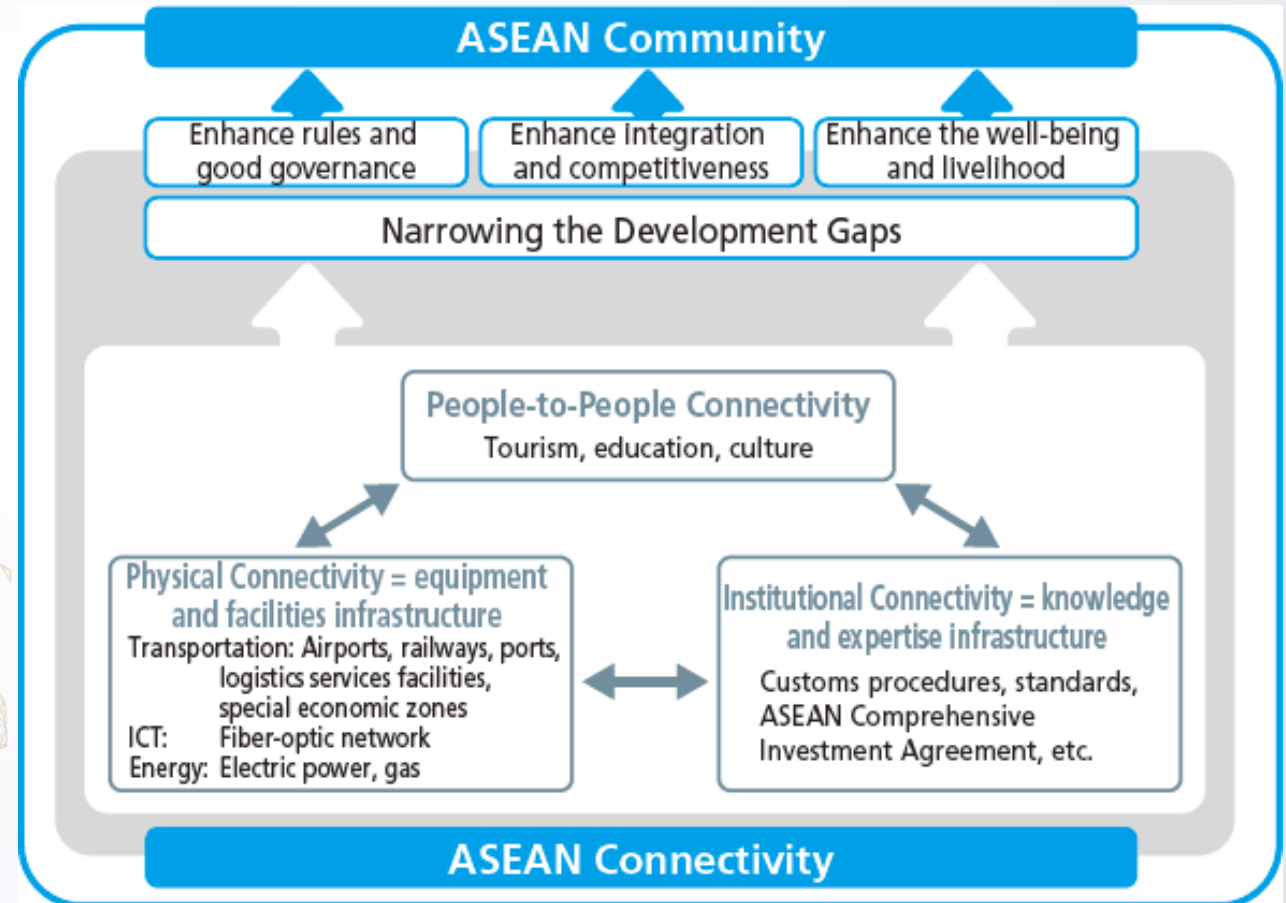 ASEAN Community
Enhance rules and
good governance
Enhance integration
and competitiveness
Enhance the well-being
and livelihood
Narrowing the Development Gaps
People-to-People Connectivity
Tourism, education, culture
Physical Connectivity = equipment
and facilities infrastructure
Transportation: Airports, railways, ports,
logistics services facilities,
special economic zones
ICT: Fiber-optic network
Energy: Electric power, gas
Institutional Connectivity = knowledge
and expertise infrastructure
Customs procedures, standards,
ASEAN Comprehensive
Investment Agreement, etc.
ASEAN Connectivity